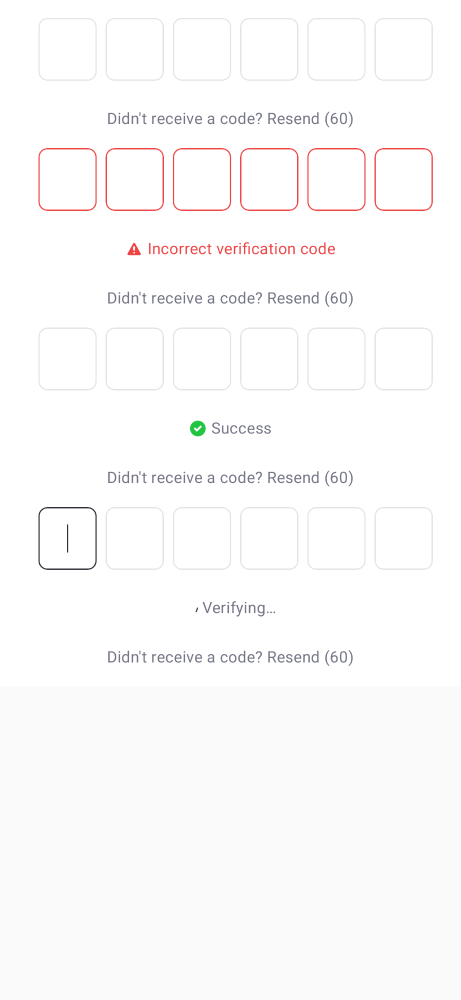 Didn't receive a code? Resend (60)
Incorrect verification code
Didn't receive a code? Resend (60)
Success
Didn't receive a code? Resend (60)
Verifying…
Didn't receive a code? Resend (60)